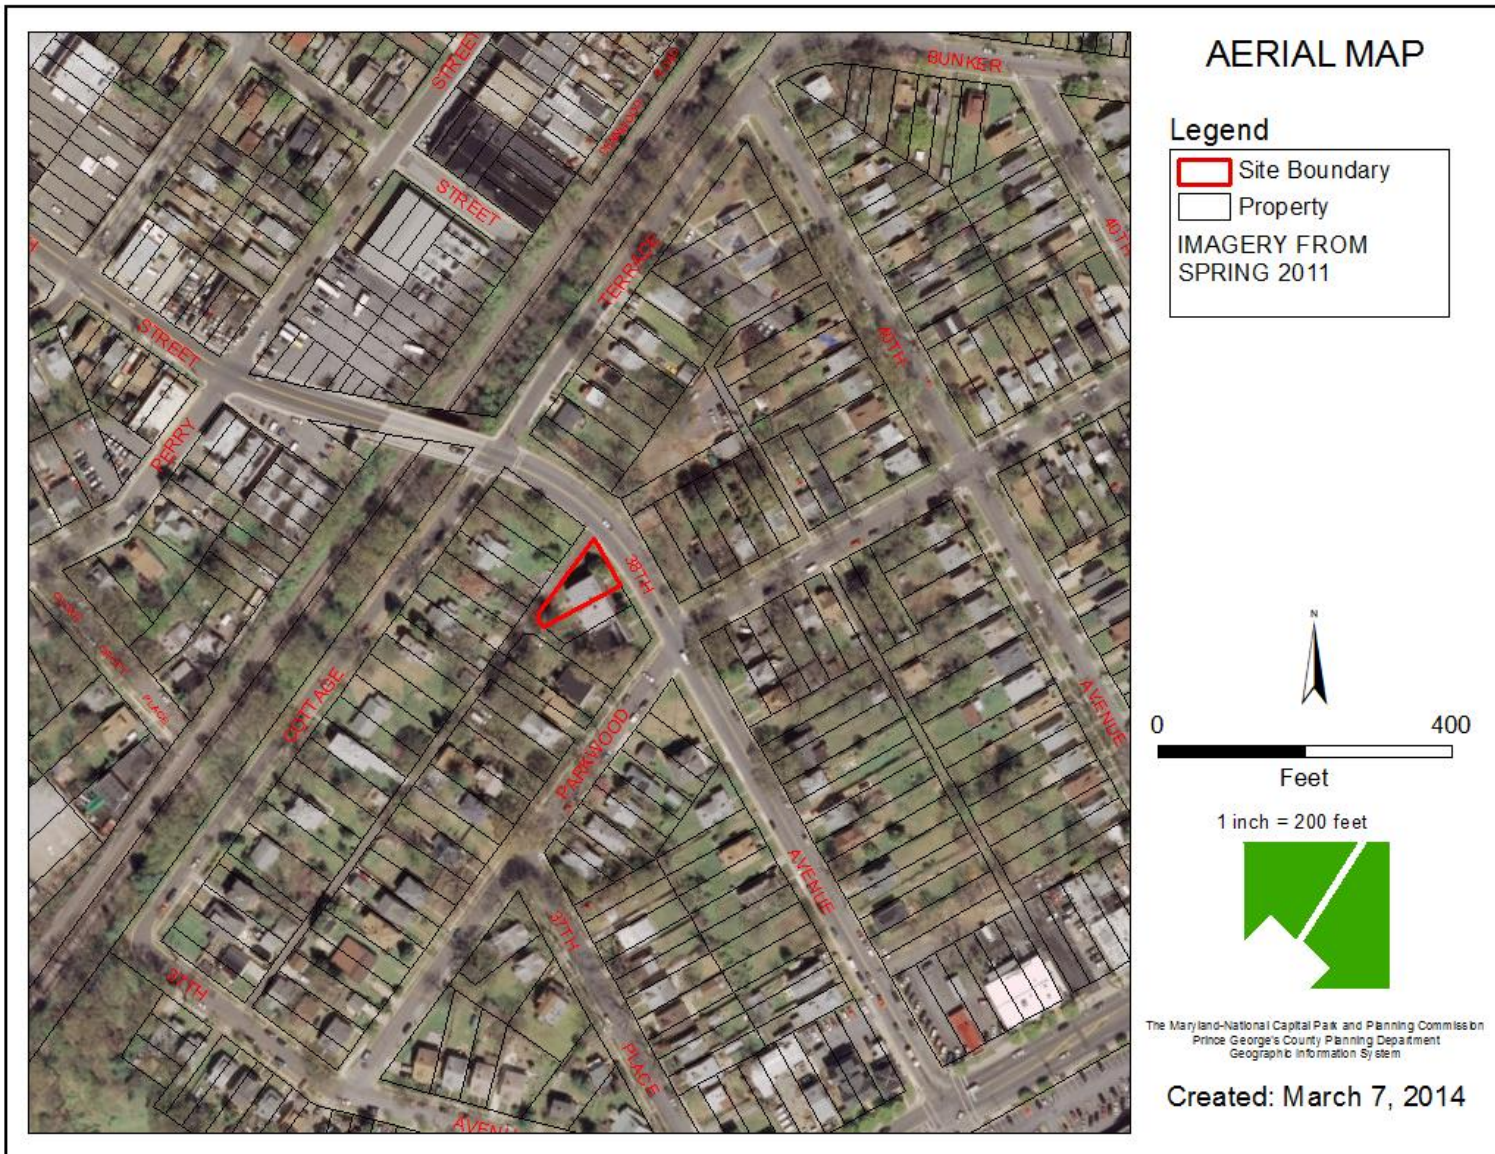 AERIAL MAP
Legend
Site Boundary
Property
IMAGERY FROM
SPRING 2011
N
0 400
Feet
1 inch = 200 feet
The Maryland-National Capital Park and Planning Commission
Prince George's County Planning Department
Geographic Information System
Created: March 7, 2014
STREET
BUNKER
STREET
TERRACE
40TH
40TH
STREET
PERRY
38TH
COTTAGE
PARKWOOD
AVENUE
AVENUE
37TH
37TH
PLACE
PLACE